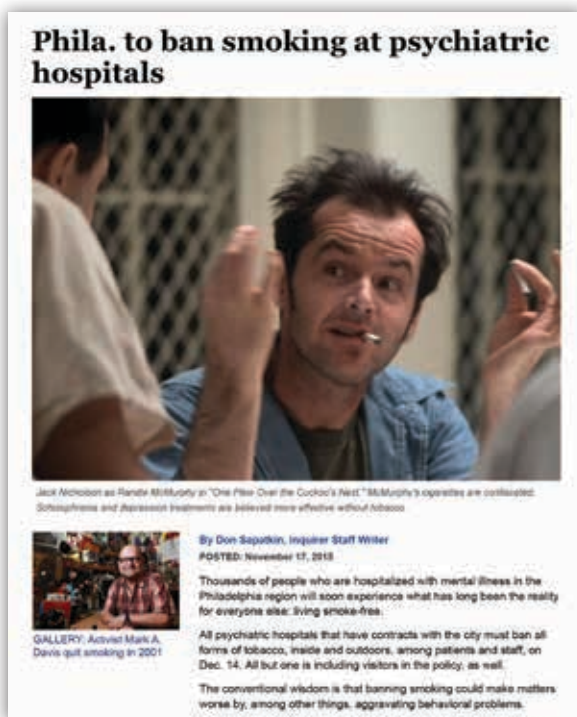 Phila. to ban smoking at psychiatric
hospitals
Jack Nicholson as Randle McMurphy in "One Flew Over the Cuckoo's Nest." McMurphy's cigarettes are confiscated.
Schizophrenia and depression treatments are believed more effective without tobacco.
GALLERY: Activist Mark A.
Davis quit smoking in 2001
By Don Sapatkin, Inquirer Staff Writer
POSTED: November 17, 2015
Thousands of people who are hospitalized with mental illness in the
Philadelphia region will soon experience what has long been the reality
for everyone else: living smoke-free.
All psychiatric hospitals that have contracts with the city must ban all
forms of tobacco, inside and outdoors, among patients and staff, on
Dec. 14. All but one is including visitors in the policy, as well.
The conventional wisdom is that banning smoking could make matters
worse by, among other things, aggravating behavioral problems.